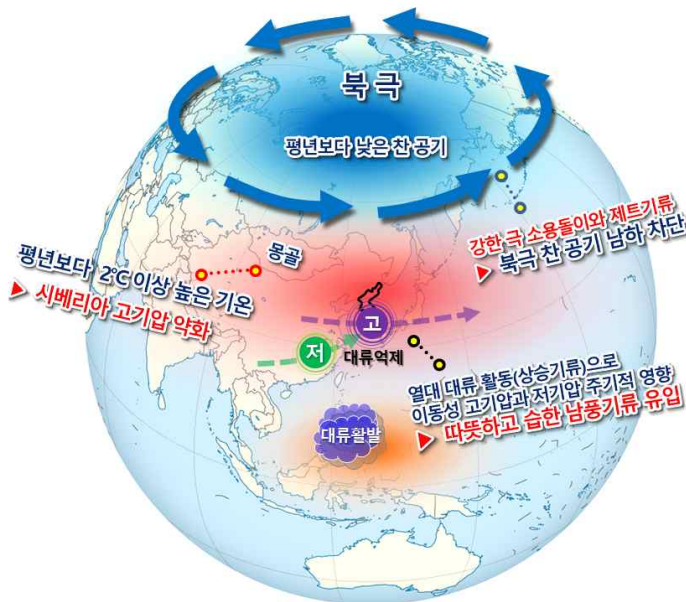 북극
평년보다 낮은 찬 공기
강한 극 소용돌이와 제트기류
▶ 북극 찬 공기 남하 차단
몽골
평년보다 2℃ 이상 높은 기온
▶ 시베리아 고기압 약화
고
저
대류억제
열대 대류 활동(상승기류)으로
이동성 고기압과 저기압 주기적 영향
▶ 따뜻하고 습한 남풍기류 유입
대류활발